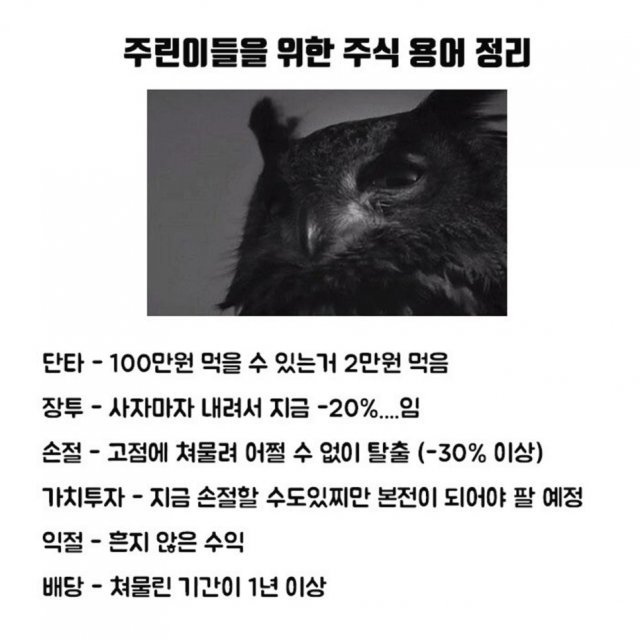 주린이들을 위한 주식 용어 정리
단타 - 100만원 먹을 수 있는거 2만원 먹음
장투 - 사자마자 내려서 지금 -20%....임
손절 - 고점에 쳐물려 어쩔 수 없이 탈출 (-30% 이상)
가치투자 - 지금 손절할 수도있찌만 본전이 되어야 팔 예정
익절 - 흔지 않은 수익
배당 - 쳐물린 기간이 1년 이상